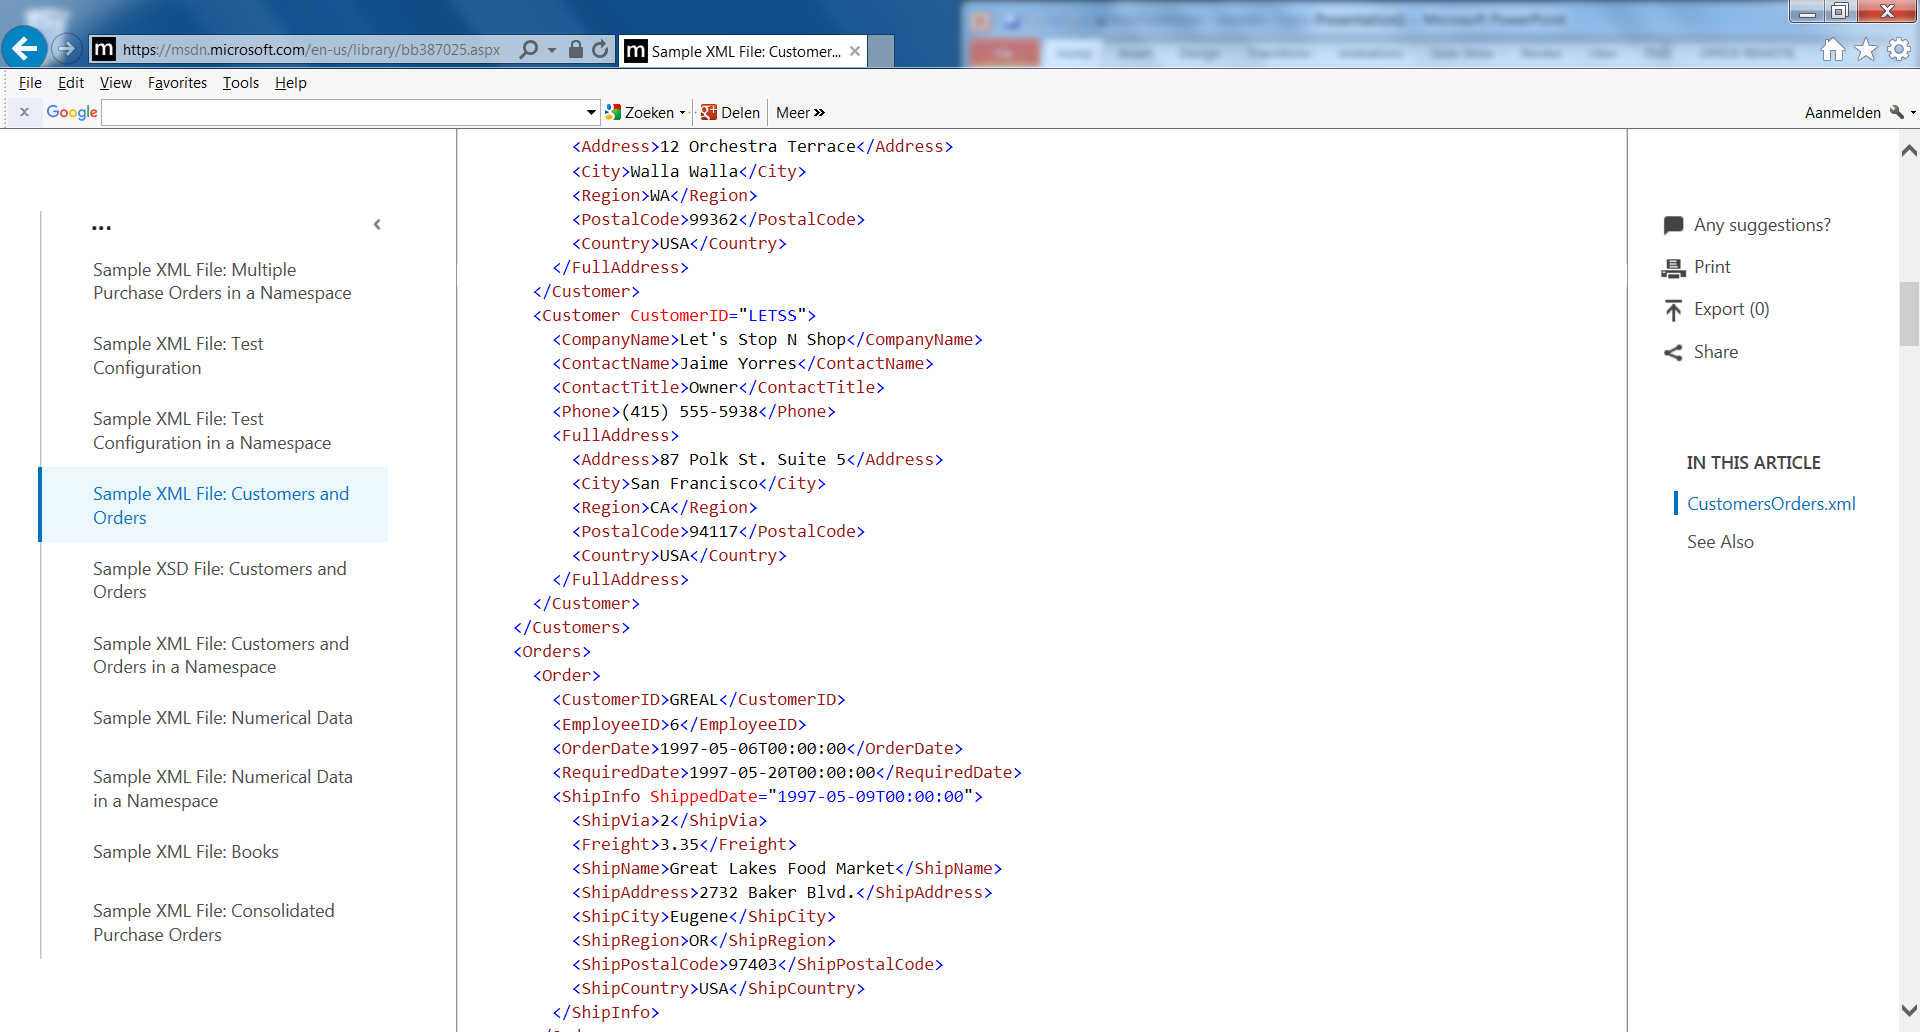 Presentation1 - Microsoft PowerPoint
https://msdn.microsoft.com/en-us/library/bb387025.aspx
Sample XML File: Customer...
File Edit View Favorites Tools Help
x Google Zoeken Delen Meer »
Aanmelden
...
Sample XML File: Multiple
Purchase Orders in a Namespace
Sample XML File: Test
Configuration
Sample XML File: Test
Configuration in a Namespace
Sample XML File: Customers and
Orders
Sample XSD File: Customers and
Orders
Sample XML File: Customers and
Orders in a Namespace
Sample XML File: Numerical Data
Sample XML File: Numerical Data
in a Namespace
Sample XML File: Books
Sample XML File: Consolidated
Purchase Orders
<Address>12 Orchestra Terrace</Address>
<City>Walla Walla</City>
<Region>WA</Region>
<PostalCode>99362</PostalCode>
<Country>USA</Country>
</FullAddress>
</Customer>
<Customer CustomerID="LETSS">
<CompanyName>Let's Stop N Shop</CompanyName>
<ContactName>Jaime Yorres</ContactName>
<ContactTitle>Owner</ContactTitle>
<Phone>(415) 555-5938</Phone>
<FullAddress>
<Address>87 Polk St. Suite 5</Address>
<City>San Francisco</City>
<Region>CA</Region>
<PostalCode>94117</PostalCode>
<Country>USA</Country>
</FullAddress>
</Customer>
</Customers>
<Orders>
<Order>
<CustomerID>GREAL</CustomerID>
<EmployeeID>6</EmployeeID>
<OrderDate>1997-05-06T00:00:00</OrderDate>
<RequiredDate>1997-05-20T00:00:00</RequiredDate>
<ShipInfo ShippedDate="1997-05-09T00:00:00">
<ShipVia>2</ShipVia>
<Freight>3.35</Freight>
<ShipName>Great Lakes Food Market</ShipName>
<ShipAddress>2732 Baker Blvd.</ShipAddress>
<ShipCity>Eugene</ShipCity>
<ShipRegion>OR</ShipRegion>
<ShipPostalCode>97403</ShipPostalCode>
<ShipCountry>USA</ShipCountry>
</ShipInfo>
Any suggestions?
Print
Export (0)
Share
IN THIS ARTICLE
CustomersOrders.xml
See Also